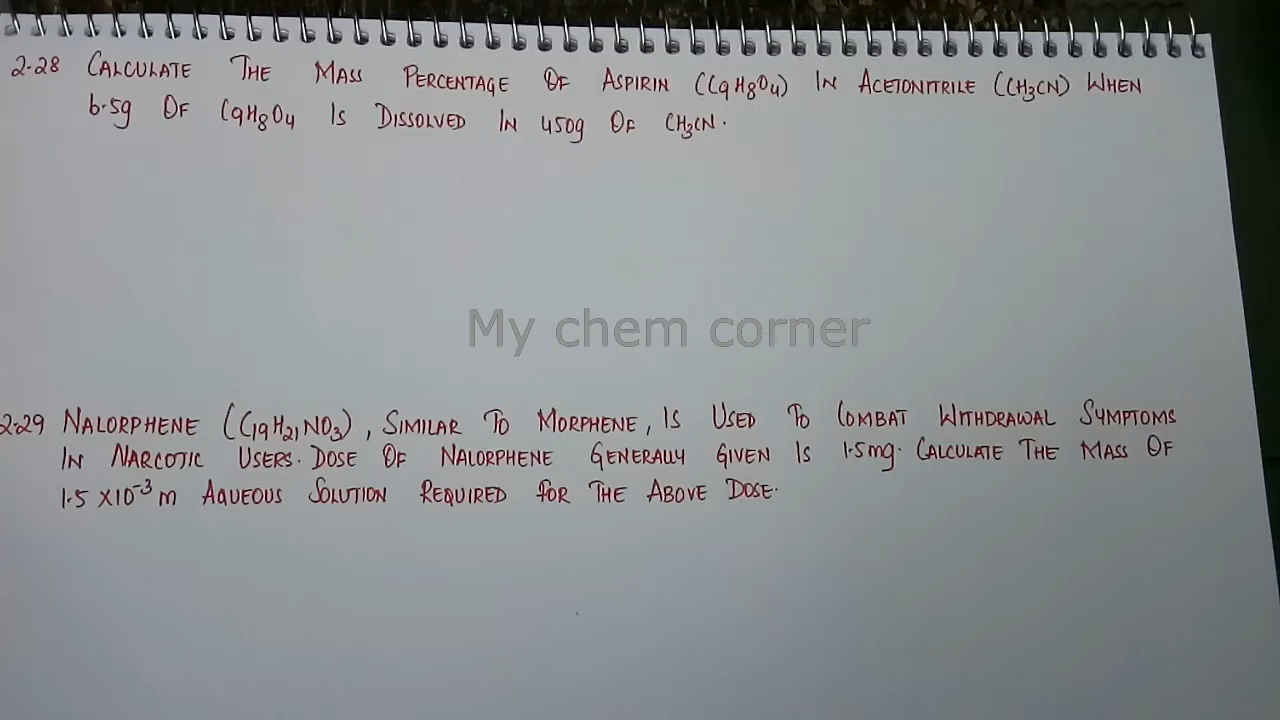 2.28 CALCULATE THE MASS PERCENTAGE OF ASPIRIN (C9H8O4) IN ACETONITRILE (CH3CN) WHEN
6.5g OF C9H8O4 IS DISSOLVED IN 450g OF CH3CN.
My chem corner
2.29 NALORPHENE (C19H21NO3), SIMILAR TO MORPHENE, IS USED TO COMBAT WITHDRAWAL SYMPTOMS
IN NARCOTIC USERS. DOSE OF NALORPHENE GENERALLY GIVEN IS 1.5mg. CALCULATE THE MASS OF
1.5 X10⁻³ m AQUEOUS SOLUTION REQUIRED FOR THE ABOVE DOSE.